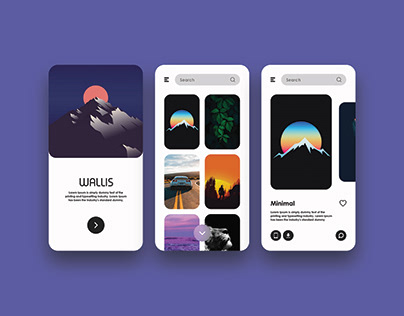 WALLIS
Lorem Ipsum is simply dummy text of the
printing and typesetting industry. Lorem Ipsum
has been the industry's standard dummy
Search
Search
Minimal
Lorem Ipsum is simply dummy text of the
printing and typesetting industry. Lorem Ipsum
has been the industry's standard dummy